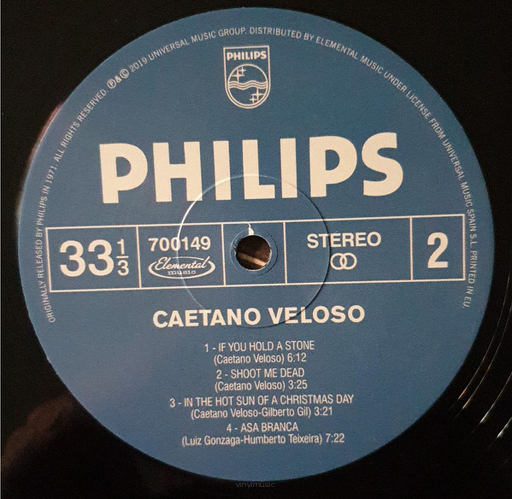 ORIGINALLY RELEASED BY PHILIPS IN 1971. ALL RIGHTS RESERVED. ℗&© 2019 UNIVERSAL MUSIC GROUP. DISTRIBUTED BY ELEMENTAL MUSIC UNDER LICENSE FROM UNIVERSAL MUSIC SPAIN S.L. PRINTED IN E.U.
PHILIPS
PHILIPS
33 1/3
700149
Elemental
STEREO
2
CAETANO VELOSO
1 - IF YOU HOLD A STONE
(Caetano Veloso) 6:12
2 - SHOOT ME DEAD
(Caetano Veloso) 3:25
3 - IN THE HOT SUN OF A CHRISTMAS DAY
(Caetano Veloso-Gilberto Gil) 3:21
4 - ASA BRANCA
(Luiz Gonzaga-Humberto Teixeira) 7:22
vinylmusic